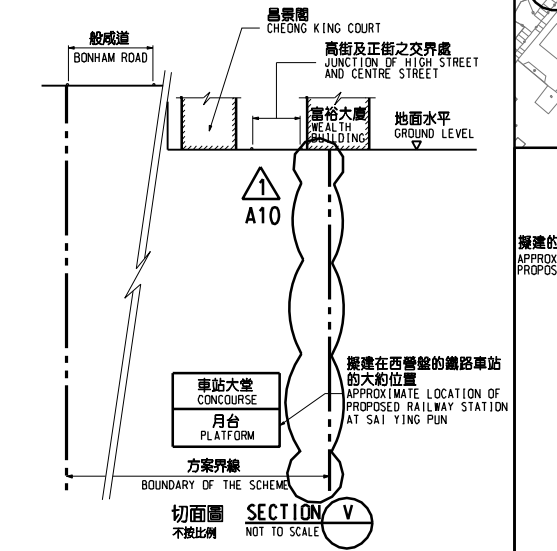 昌景閣
CHEONG KING COURT
般咸道
BONHAM ROAD
高街及正街之交界處
JUNCTION OF HIGH STREET
AND CENTRE STREET
富裕大廈
WEALTH
BUILDING
地面水平
GROUND LEVEL
1
A10
擬建的
APPROX
PROPOS
擬建在西營盤的鐵路車站
的大約位置
APPROXIMATE LOCATION OF
PROPOSED RAILWAY STATION
AT SAI YING PUN
車站大堂
CONCOURSE
月台
PLATFORM
方案界線
BOUNDARY OF THE SCHEME
切面圖
不按比例
SECTION V
NOT TO SCALE